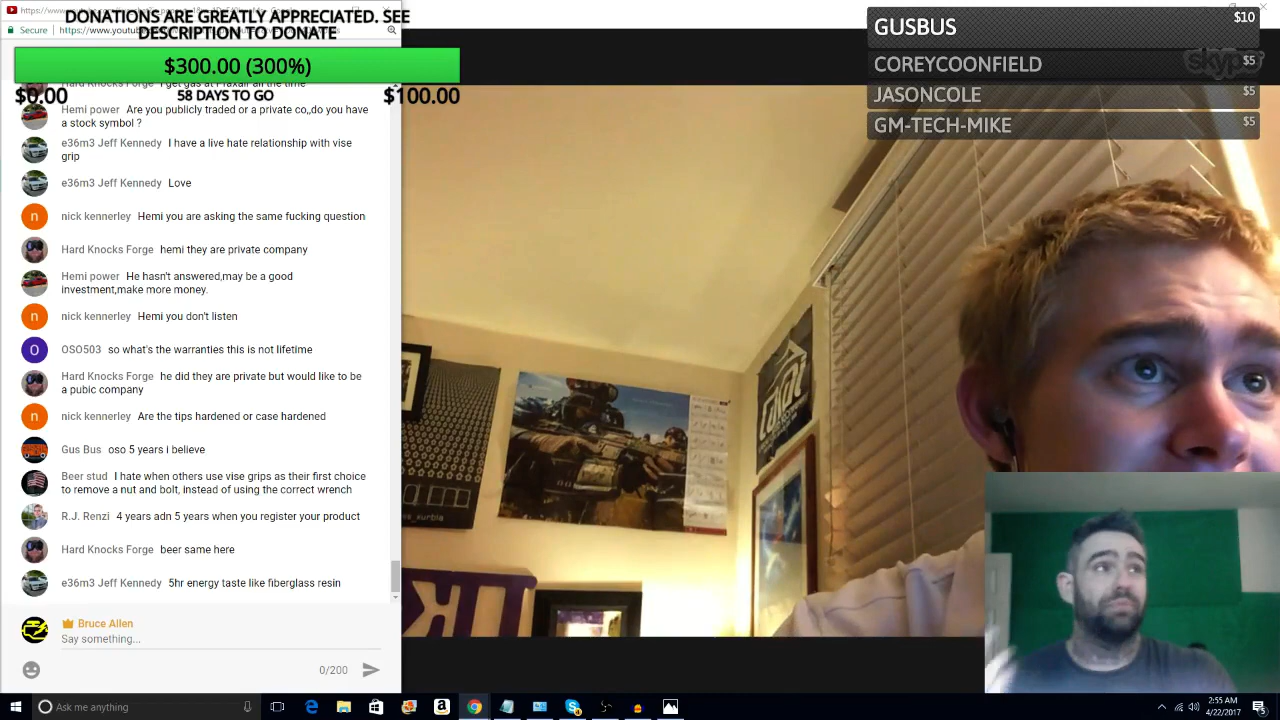 DONATIONS ARE GREATLY APPRECIATED. SEE
DESCRIPTION TO DONATE
Secure
https://www.youtube
$300.00 (300%)
$0.00
58 DAYS TO GO
$100.00
GUSBUS $10
COREYCOONFIELD $5
JASONCOLE $5
GM-TECH-MIKE $5
skype
Hemi power Are you publicly traded or a private co,,do you have
a stock symbol ?
e36m3 Jeff Kennedy I have a live hate relationship with vise
grip
e36m3 Jeff Kennedy Love
nick kennerley Hemi you are asking the same fucking question
Hard Knocks Forge hemi they are private company
Hemi power He hasn't answered,may be a good
investment,make more money.
nick kennerley Hemi you don't listen
O
OSO503 so what's the warranties this is not lifetime
Hard Knocks Forge he did they are private but would like to be
a pubic company
nick kennerley Are the tips hardened or case hardened
Gus Bus oso 5 years i believe
Beer stud I hate when others use vise grips as their first choice
to remove a nut and bolt, instead of using the correct wrench
R.J. Renzi 4 years adn 5 years when you register your product
Hard Knocks Forge beer same here
e36m3 Jeff Kennedy 5hr energy taste like fiberglass resin
Bruce Allen
Say something...
0/200
Ask me anything
2:55 AM
4/22/2017